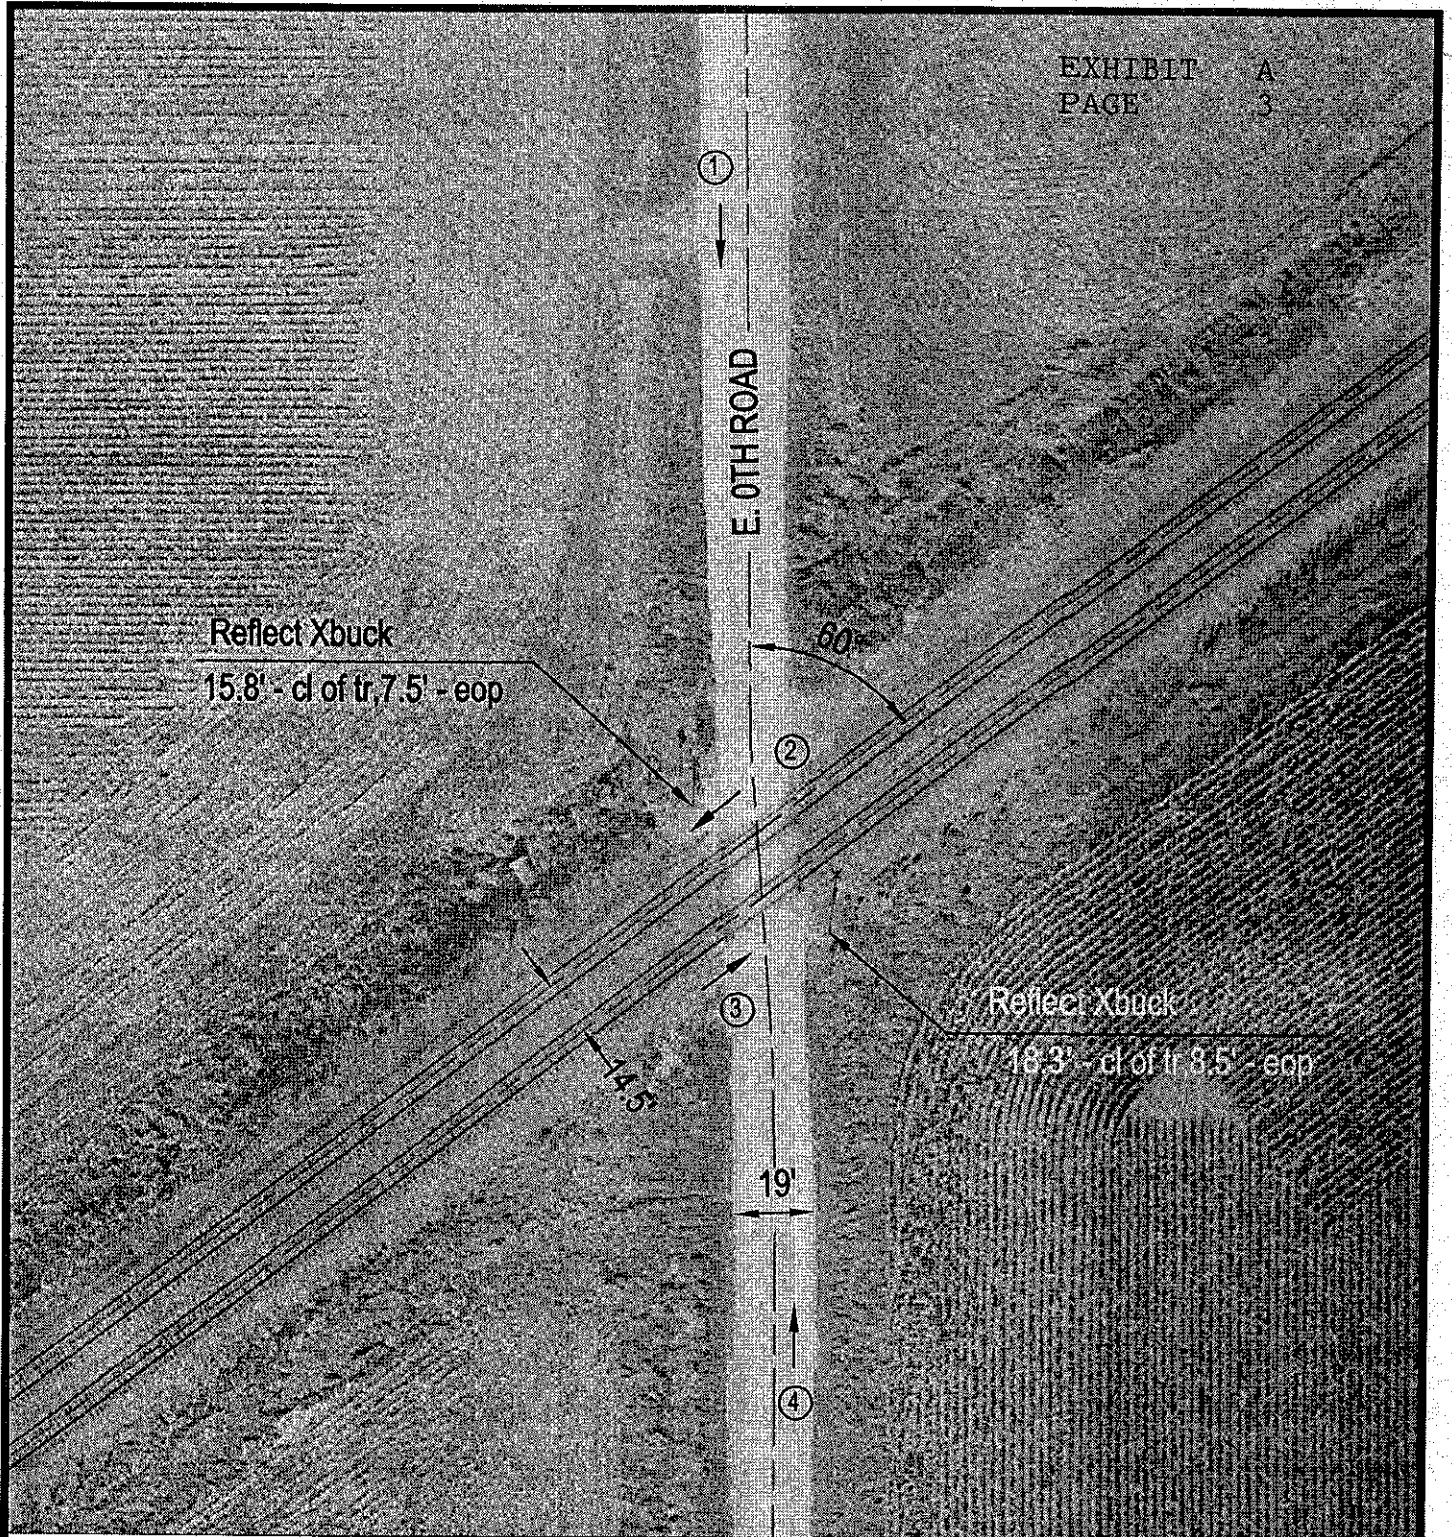 EXHIBIT A
PAGE 3
1
E. 0TH ROAD
60°
Reflect Xbuck
15.8' - cl of tr,7.5' - eop
2
3
Reflect Xbuck
18.3' - cl of tr,8.5' - eop
14.5'
19'
4